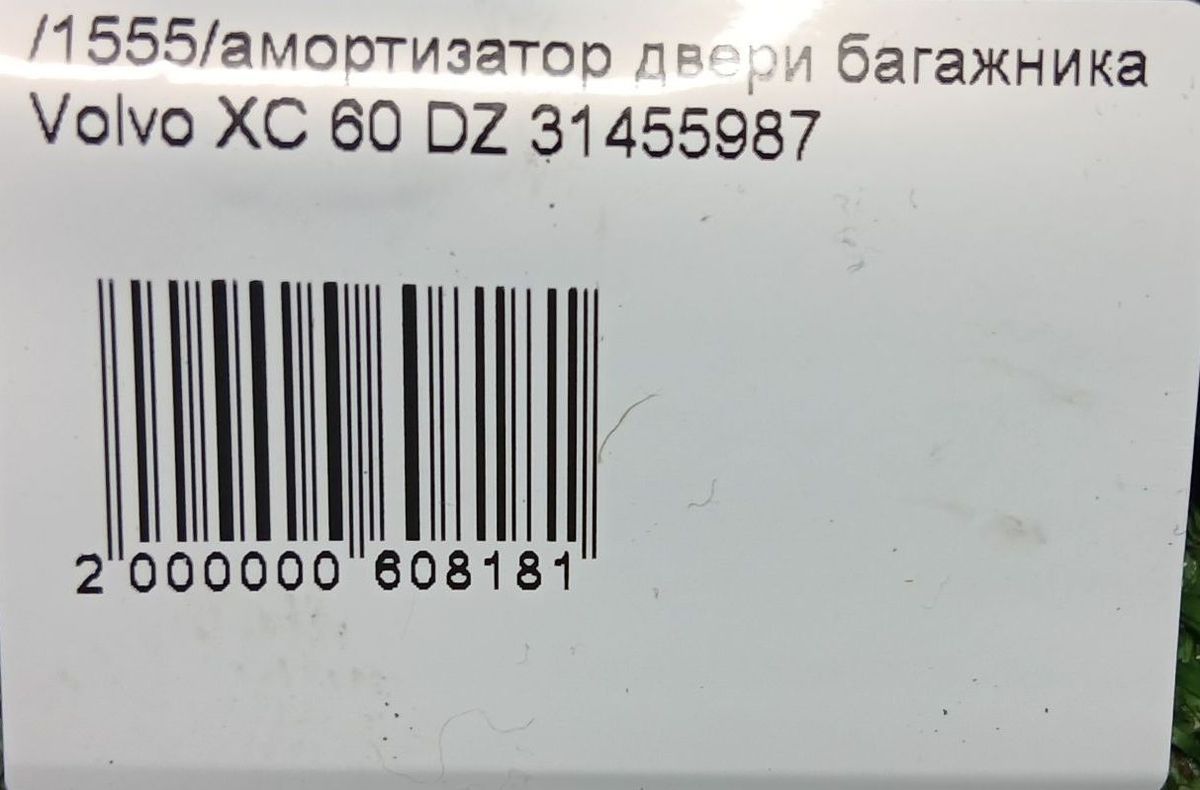 /1555/амортизатор двери багажника
Volvo XC 60 DZ 31455987
2 000000 608181